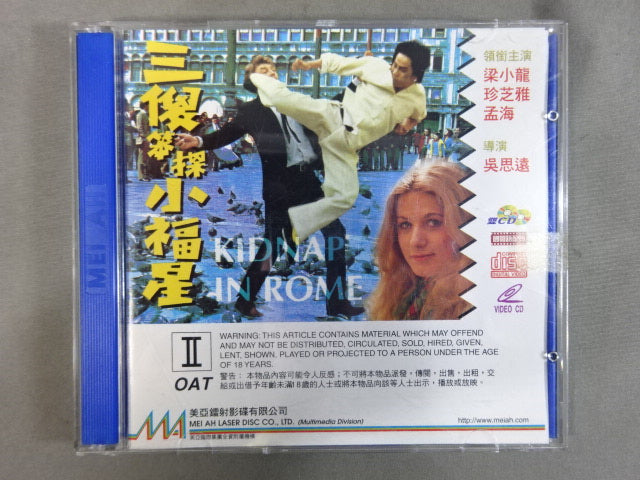 三傻笨探小福星
KIDNAP
IN ROME
領銜主演
梁小龍
珍芝雅
孟海
導演
吳思遠
CD
disc
DIGITAL VIDEO
VIDEO CD
MEI AH
II
OAT
WARNING: THIS ARTICLE CONTAINS MATERIAL WHICH MAY OFFEND
AND MAY NOT BE DISTRIBUTED, CIRCULATED, SOLD, HIRED, GIVEN,
LENT, SHOWN. PLAYED OR PROJECTED TO A PERSON UNDER THE AGE
OF 18 YEARS.
警告： 本物品內容可能令人反感；不可將本物品派發，傳閱，出售，出租，交
給或出借予年齡未滿18歲的人士或將本物品向該等人士出示，播放或放映。
美亞鐳射影碟有限公司
MEI AH LASER DISC CO., LTD. (Multimedia Division)
http://www.meiah.com